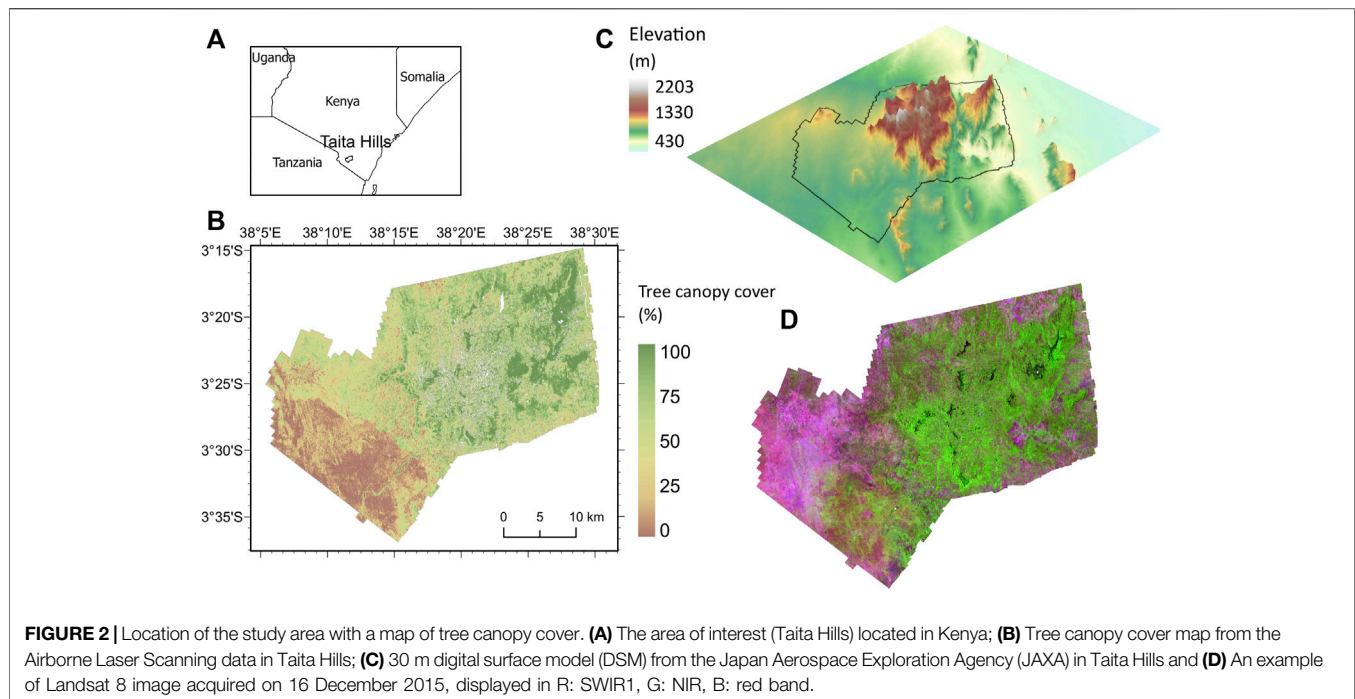 A
Uganda
Somalia
Kenya
Taita Hills
Tanzania
C
Elevation
(m)
2203
1330
430
B
38°5'E 38°10'E 38°15'E 38°20'E 38°25'E 38°30'E
3°15'S
3°20'S
3°25'S
3°30'S
3°35'S
0 5 10 km
Tree canopy cover
(%)
100
75
50
25
0
D
FIGURE 2 | Location of the study area with a map of tree canopy cover. (A) The area of interest (Taita Hills) located in Kenya; (B) Tree canopy cover map from the
Airborne Laser Scanning data in Taita Hills; (C) 30 m digital surface model (DSM) from the Japan Aerospace Exploration Agency (JAXA) in Taita Hills and (D) An example
of Landsat 8 image acquired on 16 December 2015, displayed in R: SWIR1, G: NIR, B: red band.